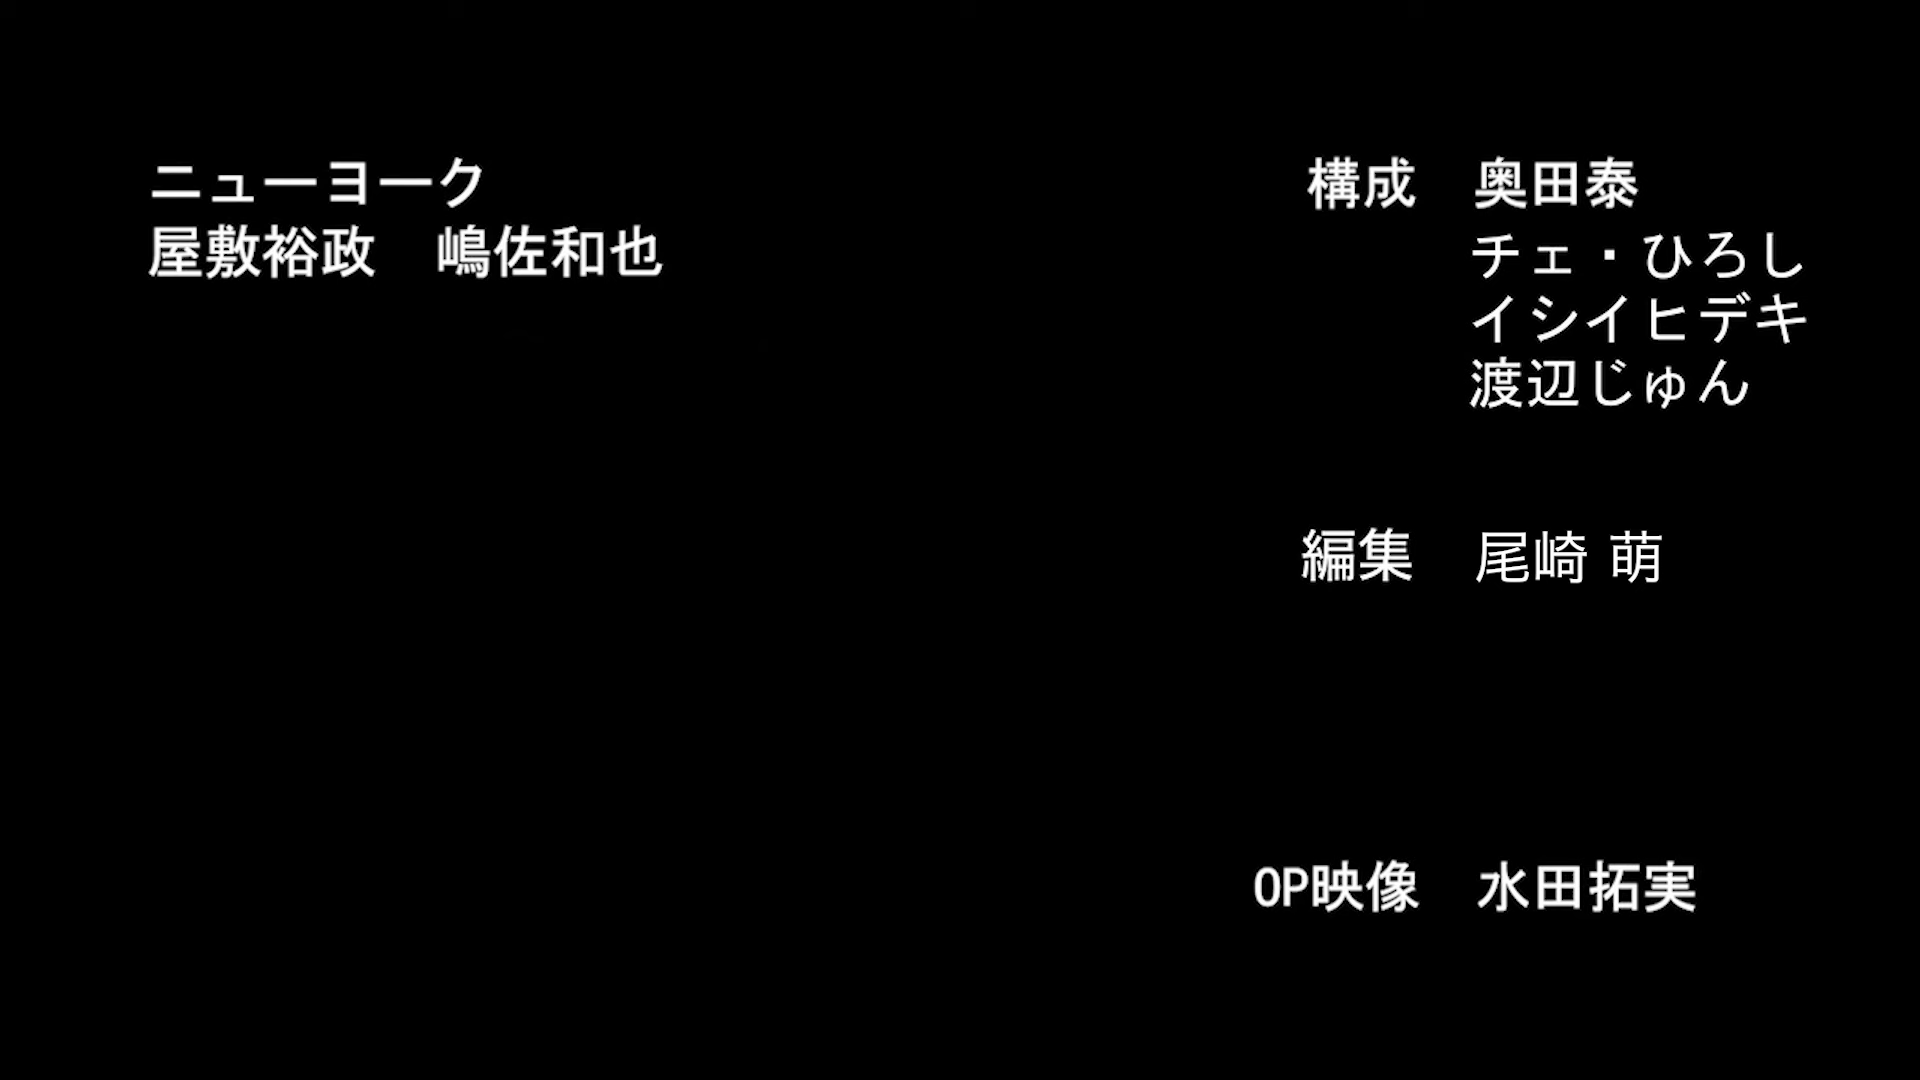 ニューヨーク
屋敷裕政　嶋佐和也
構成　奥田泰
チェ・ひろし
イシイヒデキ
渡辺じゅん
編集　尾崎 萌
OP映像　水田拓実